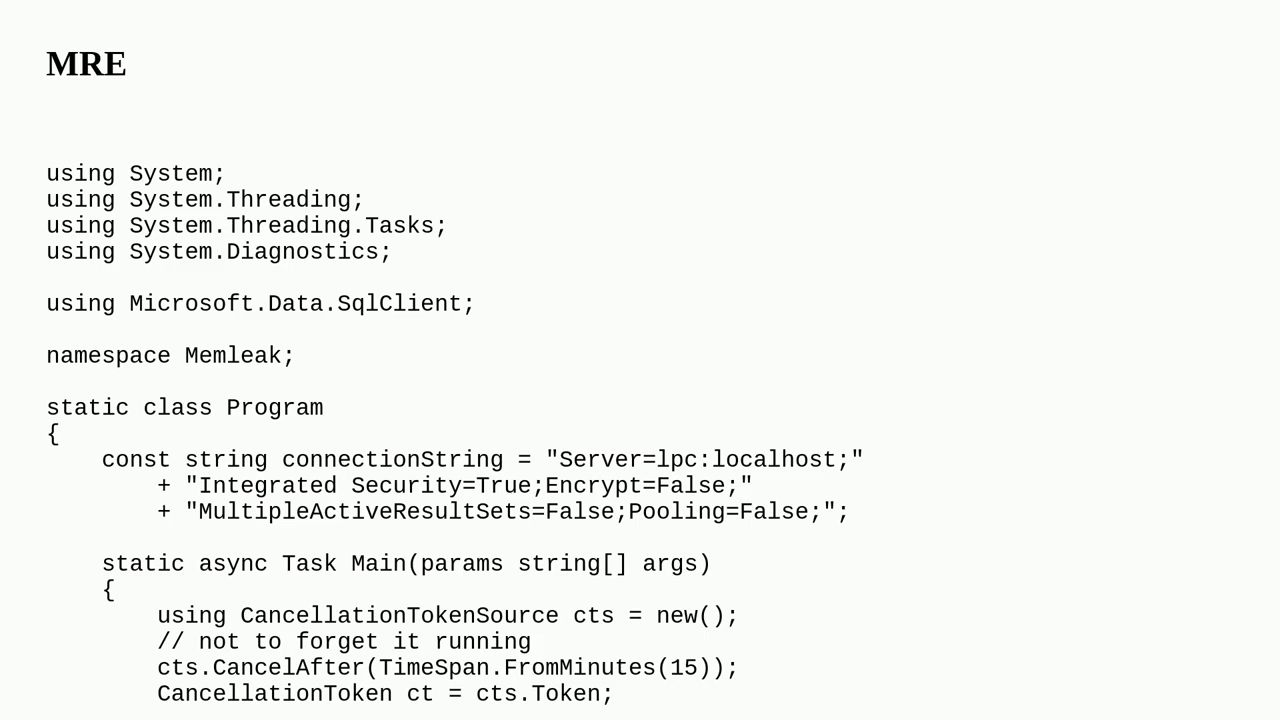 MRE
using System;
using System.Threading;
using System.Threading.Tasks;
using System.Diagnostics;
using Microsoft.Data.SqlClient;
namespace Memleak;
static class Program
{
    const string connectionString = "Server=lpc:localhost;"
        + "Integrated Security=True;Encrypt=False;"
        + "MultipleActiveResultSets=False;Pooling=False;";
    static async Task Main(params string[] args)
    {
        using CancellationTokenSource cts = new();
        // not to forget it running
        cts.CancelAfter(TimeSpan.FromMinutes(15));
        CancellationToken ct = cts.Token;